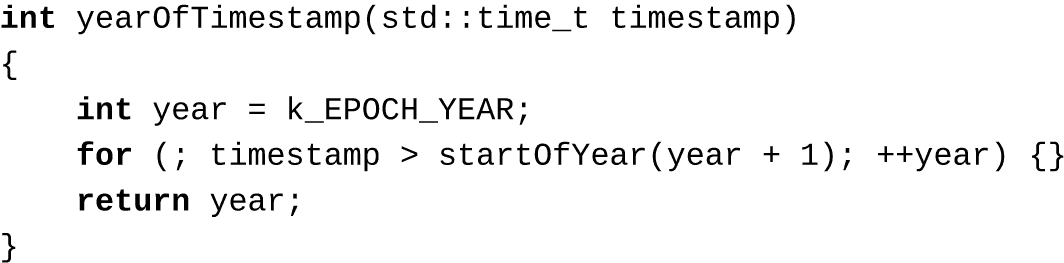 int yearOfTimestamp(std::time_t timestamp)
{
    int year = k_EPOCH_YEAR;
    for (; timestamp > startOfYear(year + 1); ++year) {}
    return year;
}